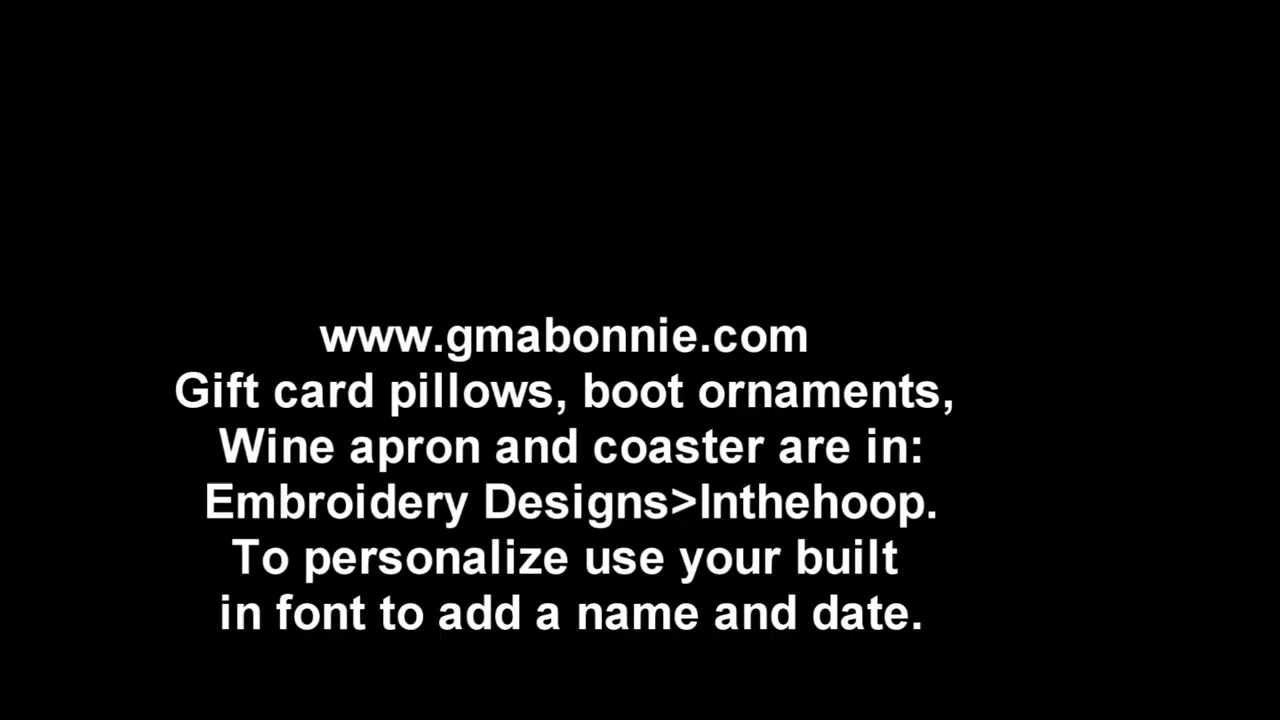 www.gmabonnie.com
Gift card pillows, boot ornaments,
Wine apron and coaster are in:
Embroidery Designs>Inthehoop.
To personalize use your built
in font to add a name and date.